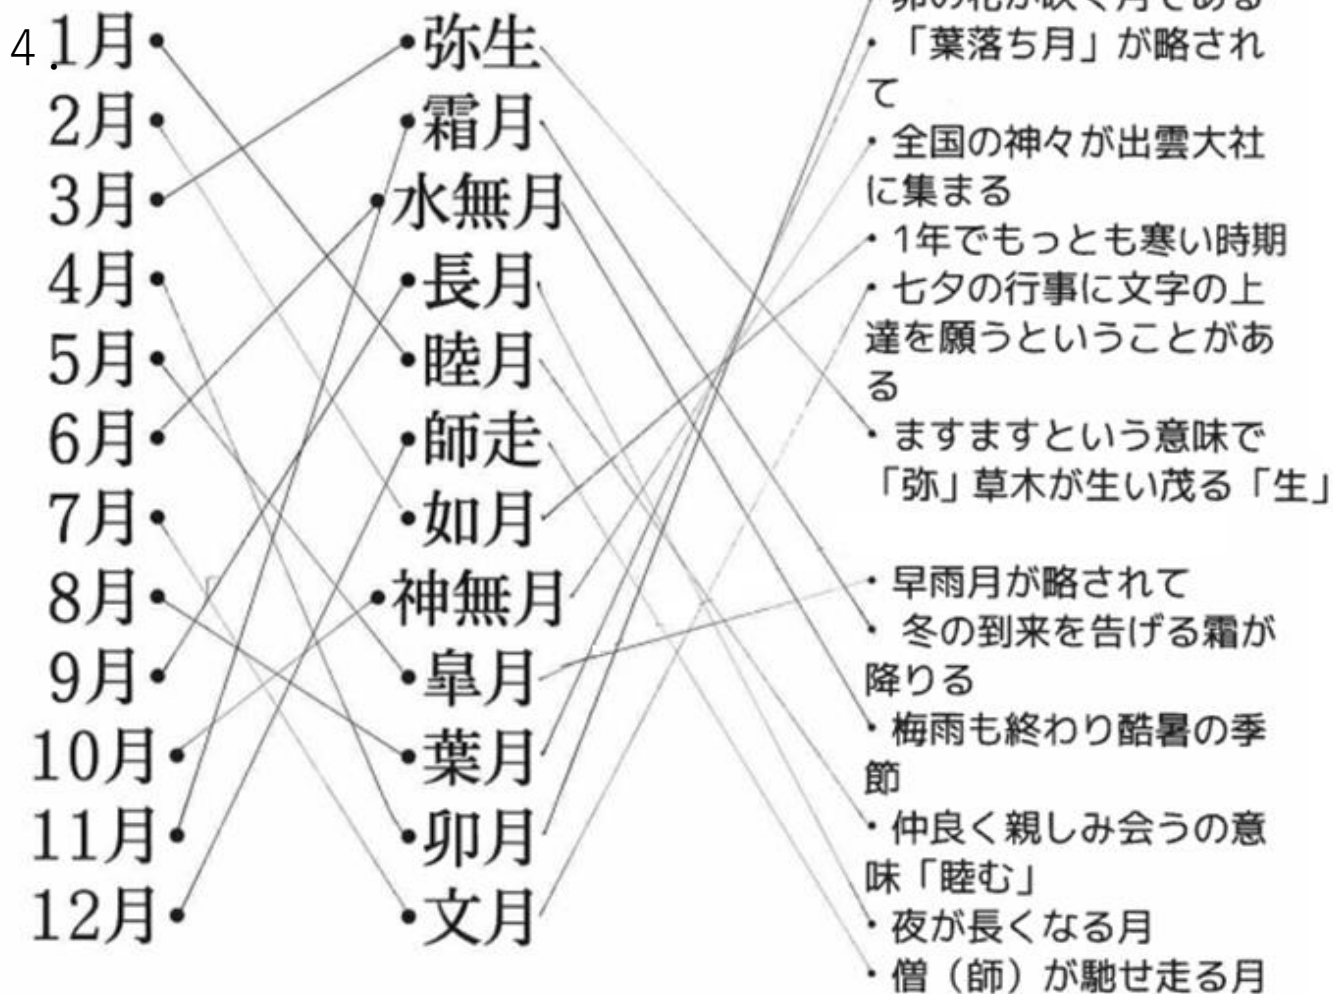 4.
1月
2月
3月
4月
5月
6月
7月
8月
9月
10月
11月
12月
弥生
霜月
水無月
長月
睦月
師走
如月
神無月
皐月
葉月
卯月
文月
・「葉落ち月」が略され
て
・全国の神々が出雲大社
に集まる
・1年でもっとも寒い時期
・七夕の行事に文字の上
達を願うということがあ
る
・ますますという意味で
「弥」草木が生い茂る「生」
・早雨月が略されて
・ 冬の到来を告げる霜が
降りる
・梅雨も終わり酷暑の季
節
・仲良く親しみ会うの意
味「睦む」
・夜が長くなる月
・僧（師）が馳せ走る月